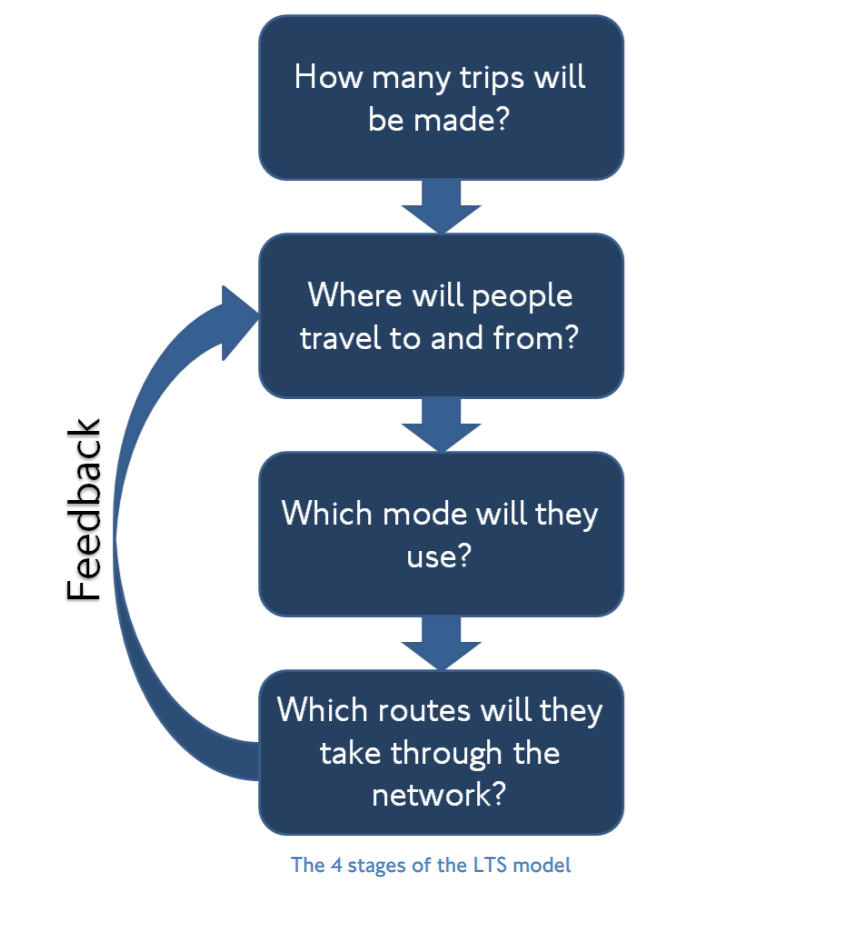 How many trips will
be made?
Where will people
travel to and from?
Which mode will they
use?
Which routes will they
take through the
network?
Feedback
The 4 stages of the LTS model